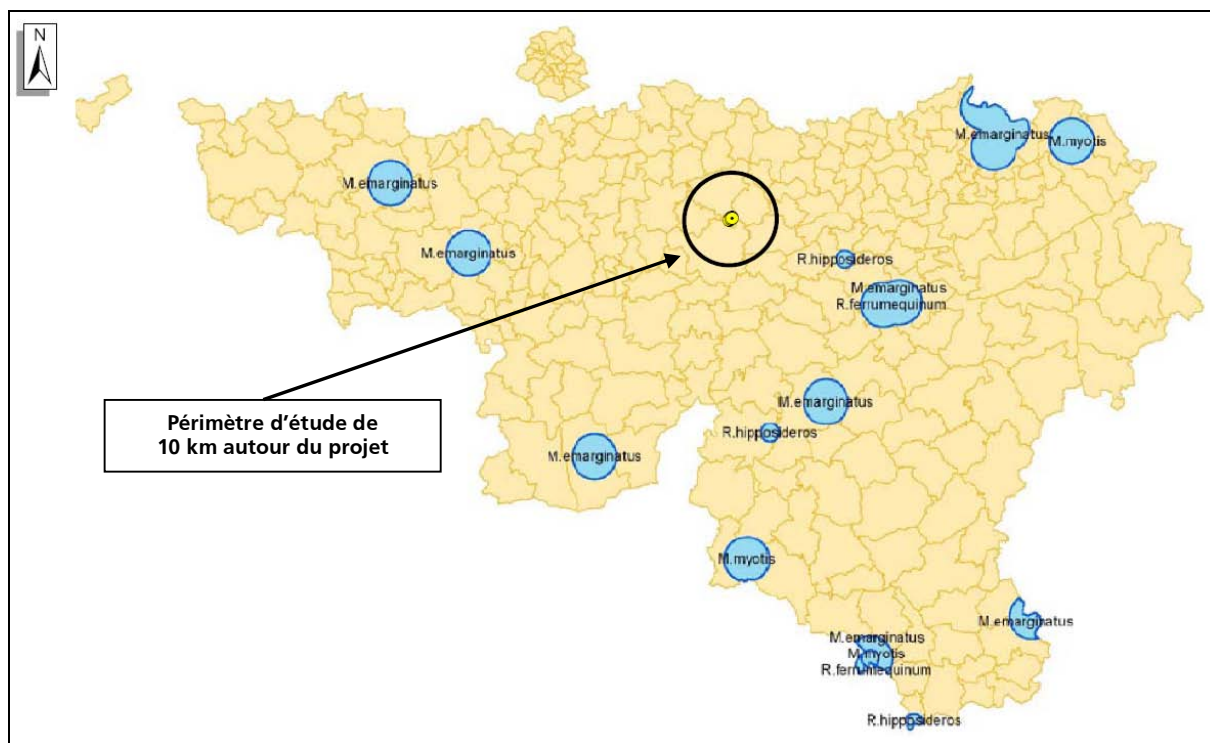 N
M.emarginatus
M.myotis
M.emarginatus
M.emarginatus
R.hipposideros
M.emarginatus
R.ferrumequinum
Périmètre d'étude de
10 km autour du projet
M.emarginatus
R.hipposideros
M.emarginatus
M.myotis
M.emarginatus
M.emarginatus
M.myotis
R.ferrumequinum
R.hipposideros